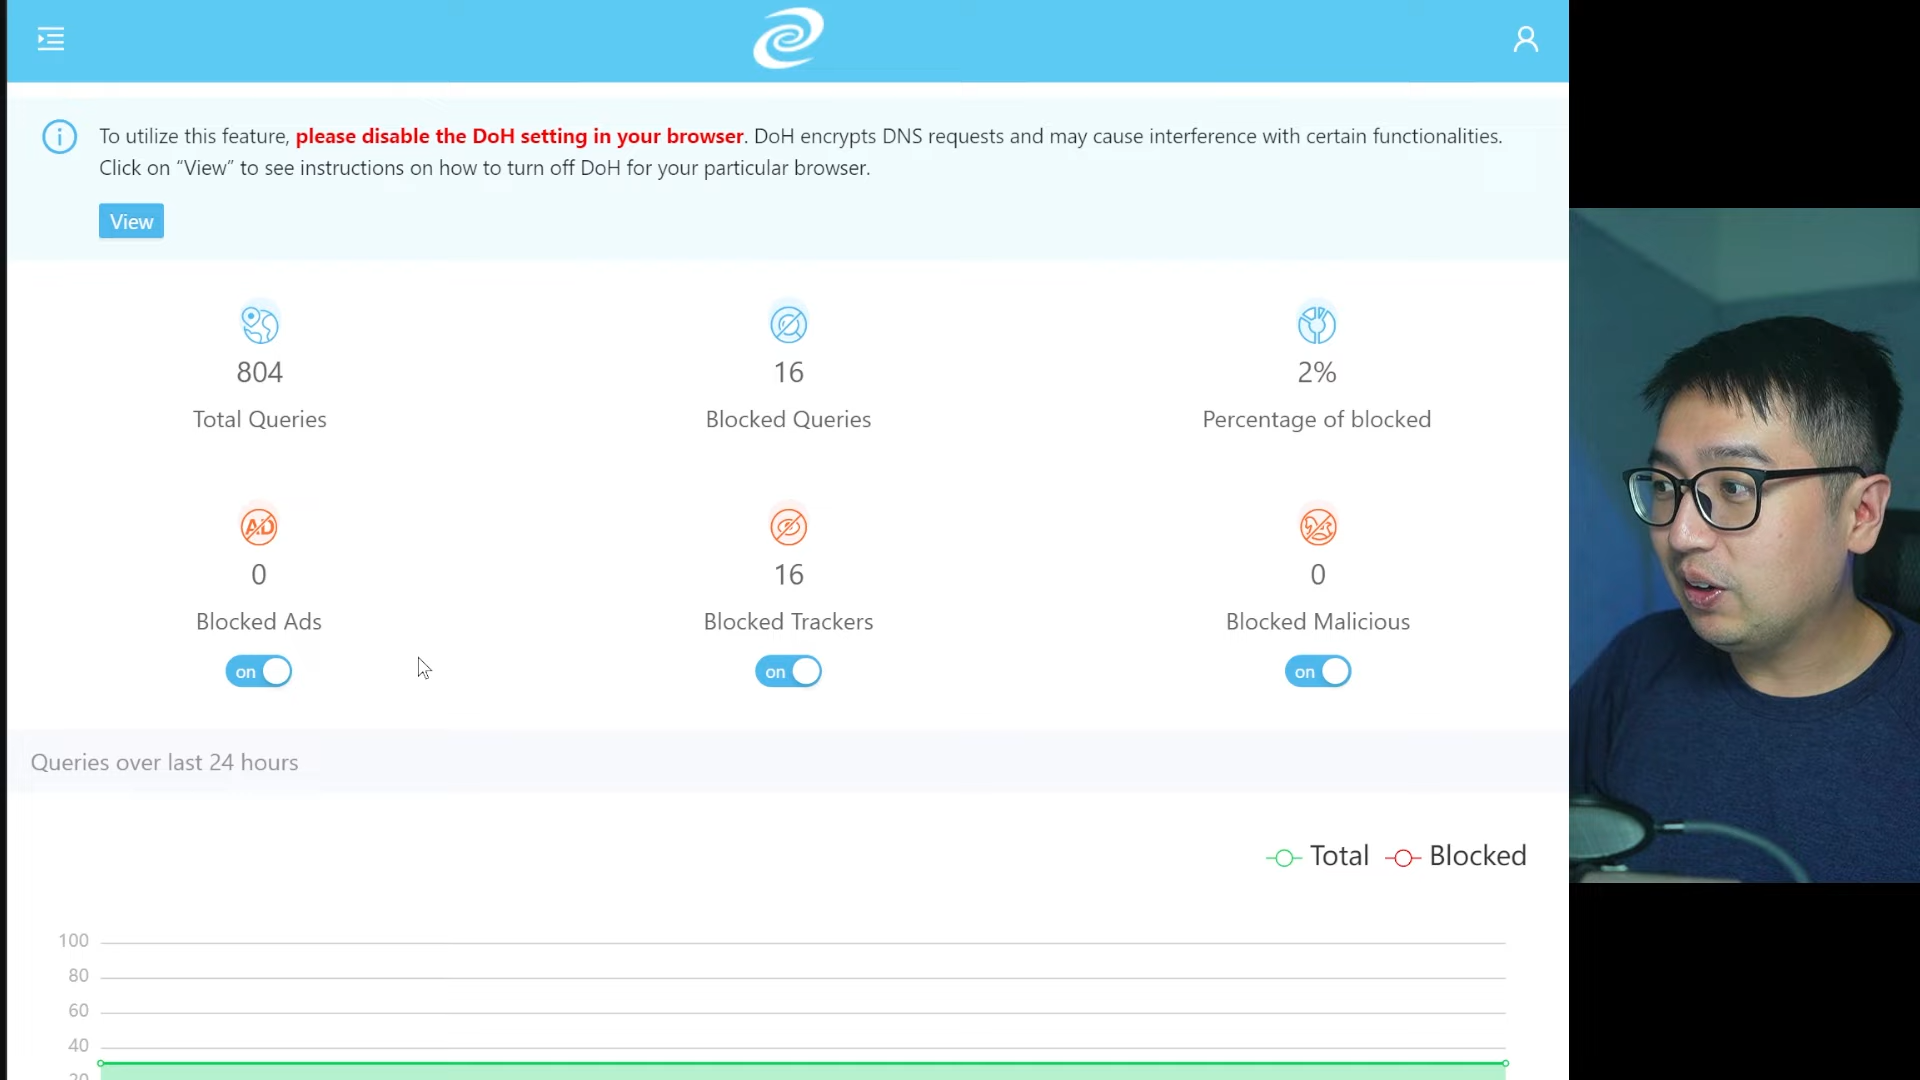 To utilize this feature, please disable the DoH setting in your browser. DoH encrypts DNS requests and may cause interference with certain functionalities.
Click on “View” to see instructions on how to turn off DoH for your particular browser.
View
804
16
2%
Total Queries
Blocked Queries
Percentage of blocked
AD
0
16
0
Blocked Ads
Blocked Trackers
Blocked Malicious
on
on
on
Queries over last 24 hours
Total
Blocked
100
80
60
40
20